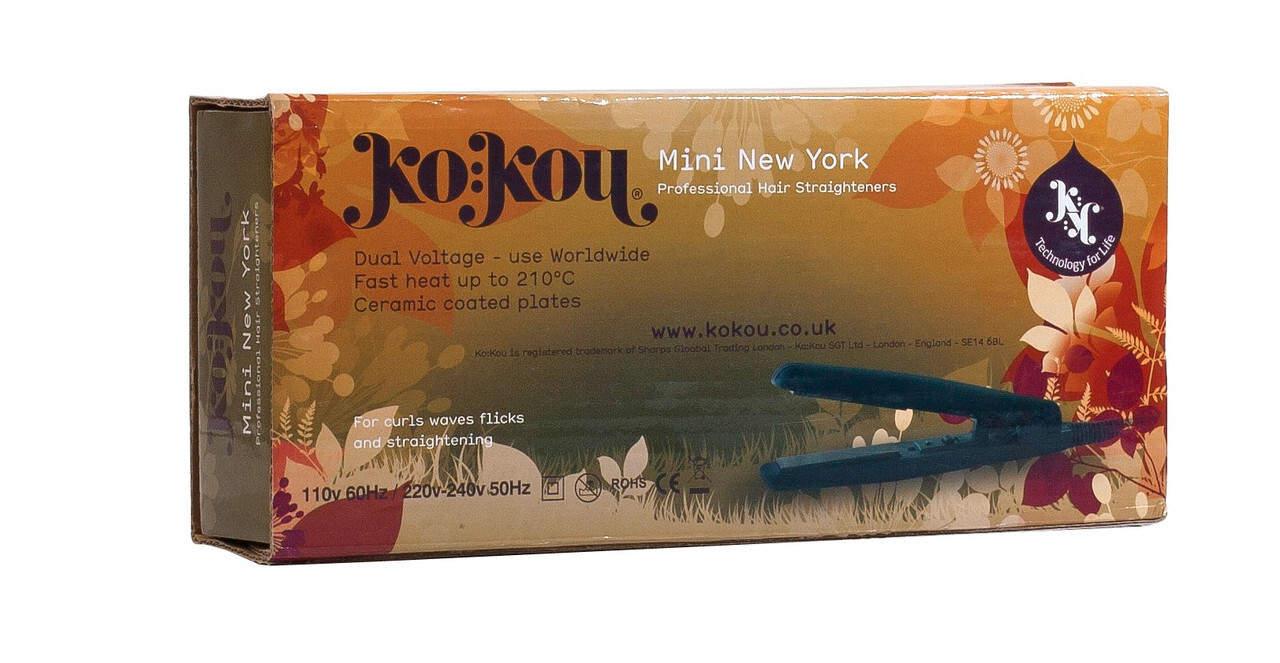 Ko:Kou®
Mini New York
Professional Hair Straighteners
Dual Voltage - use Worldwide
Fast heat up to 210°C
Ceramic coated plates
www.kokou.co.uk
Ko:Kou is registered trademark of Sharps Gloobal Trading London - Ko:Kou SGT Ltd - London - England - SE14 6BL
For curls waves flicks
and straightening
110v 60Hz / 220v-240v 50Hz
ROHS CE
K:K
Technology for Life
Ko:Kou
Mini New York
Professional Hair Straighteners